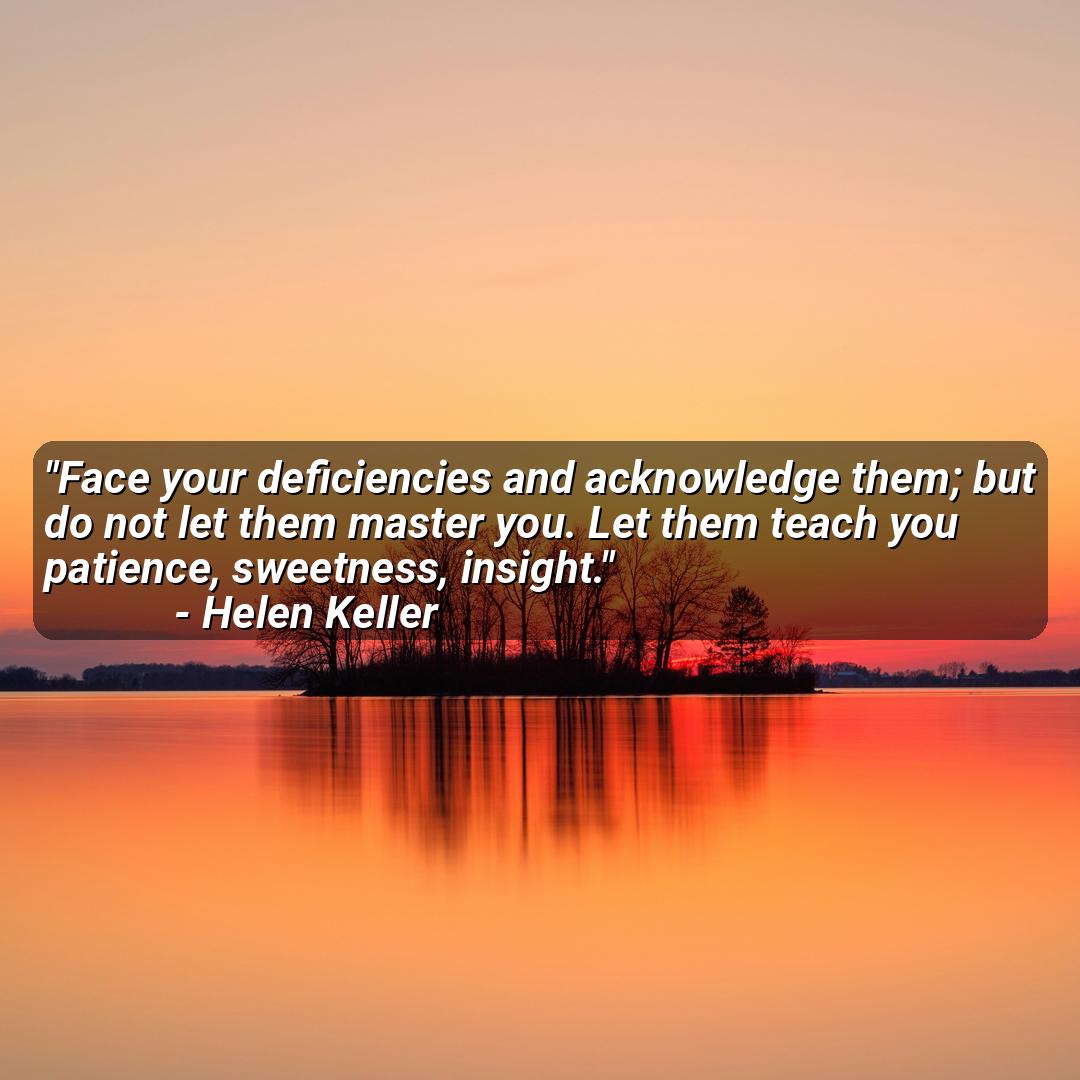 "Face your deficiencies and acknowledge them; but
do not let them master you. Let them teach you
patience, sweetness, insight."
- Helen Keller